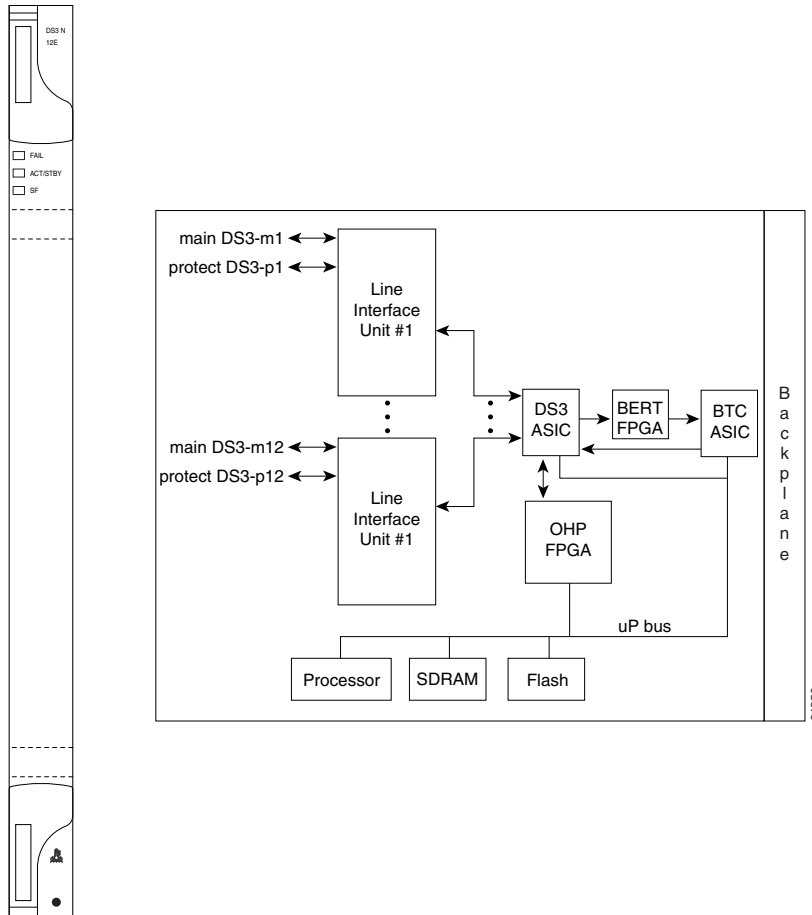 DS3 N
12E
FAIL
ACT/STBY
SF
main DS3-m1
protect DS3-p1
Line
Interface
Unit #1
main DS3-m12
protect DS3-p12
Line
Interface
Unit #1
DS3
ASIC
BERT
FPGA
BTC
ASIC
OHP
FPGA
uP bus
Processor
SDRAM
Flash
Backplane